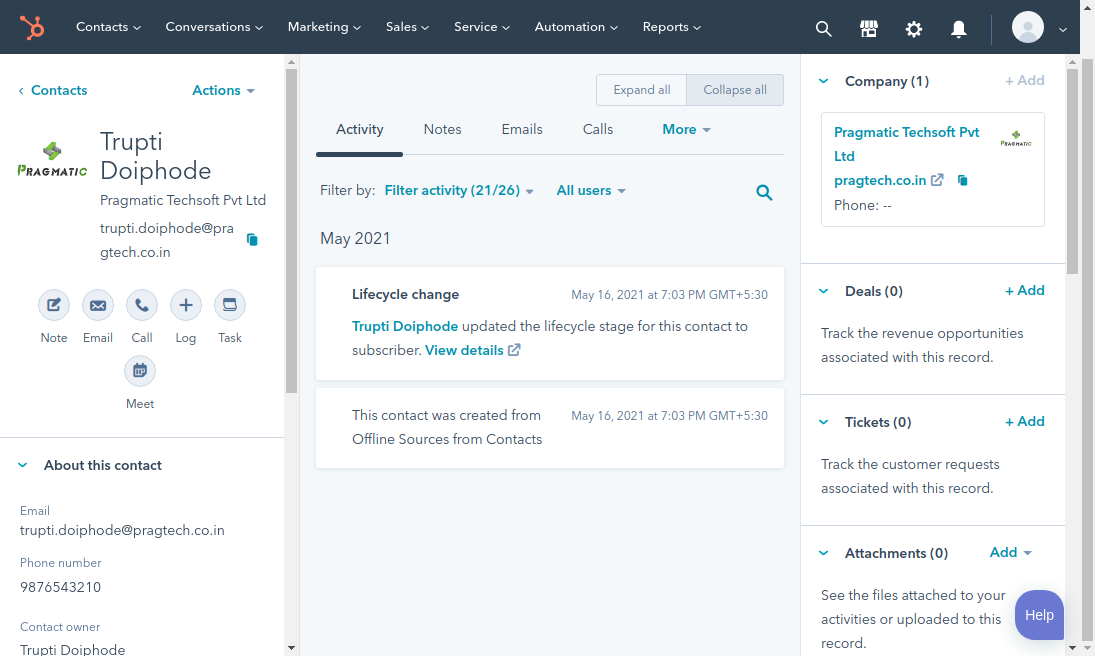 Contacts
Conversations
Marketing
Sales
Service
Automation
Reports
Contacts
Actions
PRAGMATIC
Trupti
Doiphode
Pragmatic Techsoft Pvt Ltd
trupti.doiphode@pra
gtech.co.in
Note
Email
Call
Log
Task
Meet
About this contact
Email
trupti.doiphode@pragtech.co.in
Phone number
9876543210
Contact owner
Trupti Doiphode
Expand all
Collapse all
Activity
Notes
Emails
Calls
More
Filter by: Filter activity (21/26)
All users
May 2021
Lifecycle change
May 16, 2021 at 7:03 PM GMT+5:30
Trupti Doiphode updated the lifecycle stage for this contact to
subscriber. View details
This contact was created from
Offline Sources from Contacts
May 16, 2021 at 7:03 PM GMT+5:30
Company (1)
+ Add
Pragmatic Techsoft Pvt
Ltd
PRAGMATIC
pragtech.co.in
Phone: --
Deals (0)
+ Add
Track the revenue opportunities
associated with this record.
Tickets (0)
+ Add
Track the customer requests
associated with this record.
Attachments (0)
Add
See the files attached to your
activities or uploaded to this
record.
Help